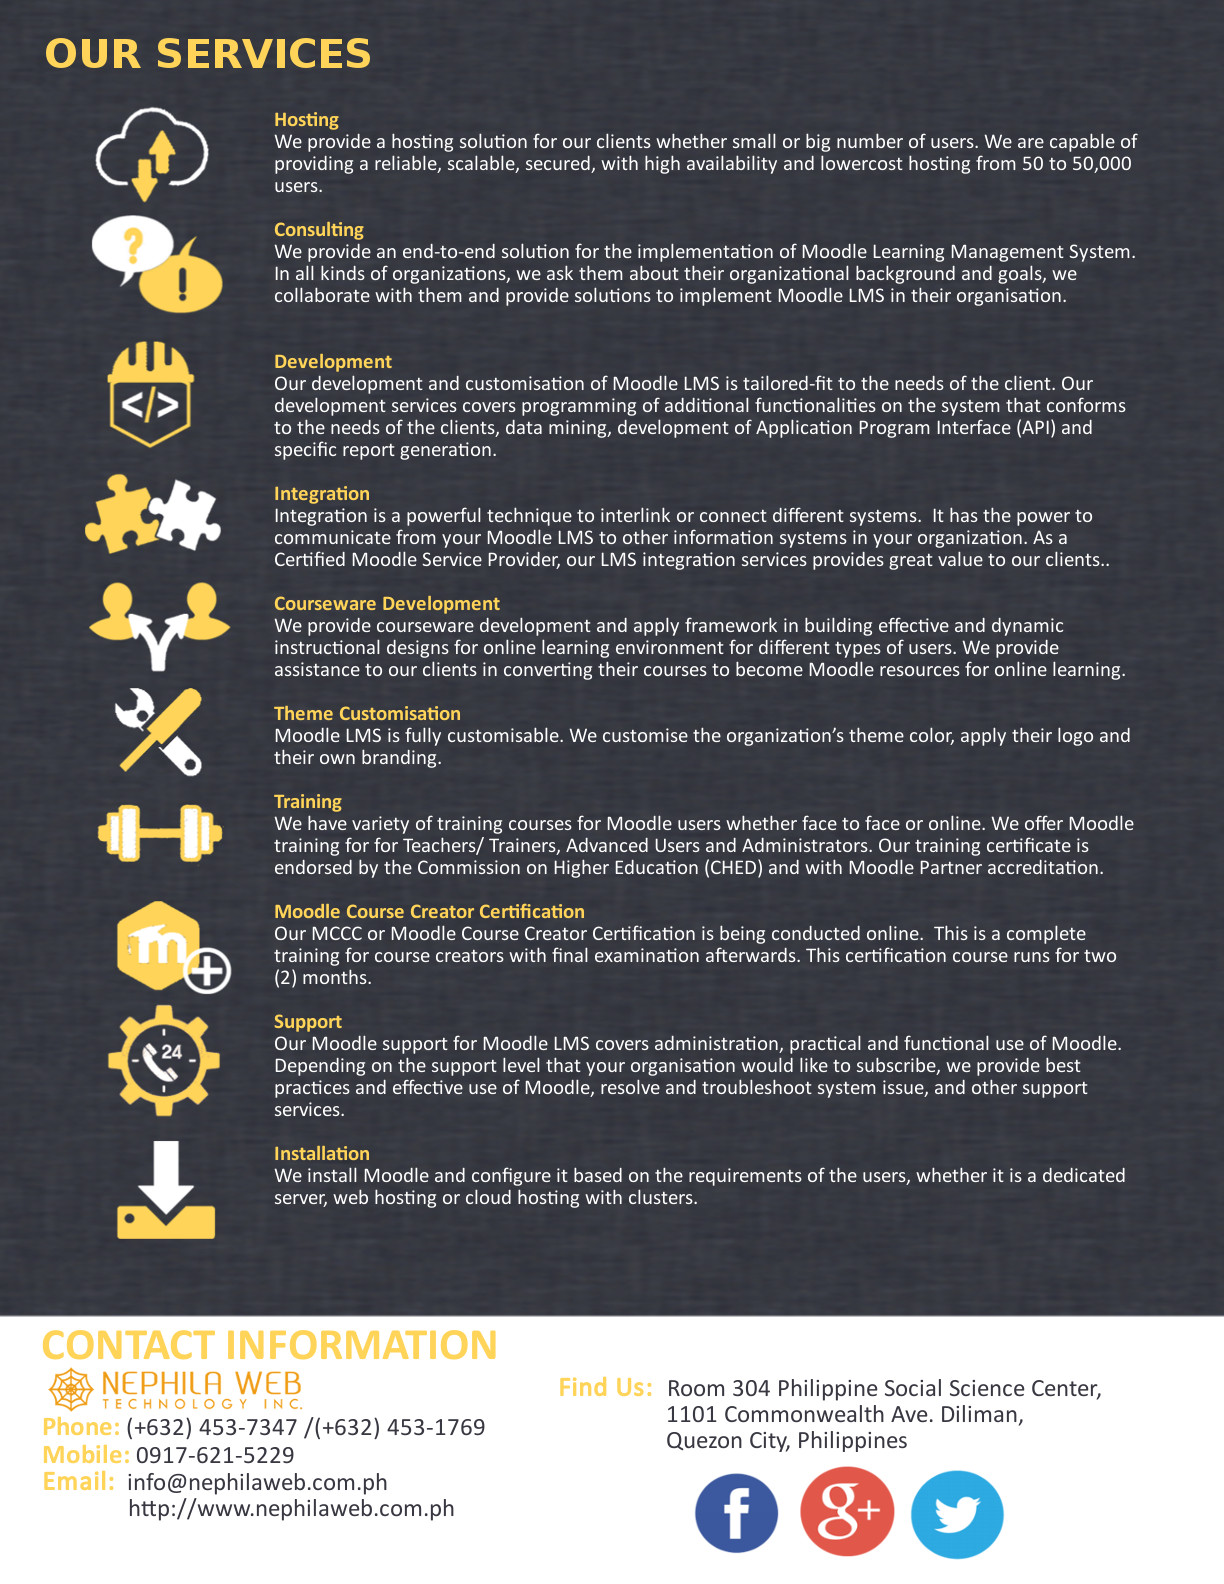 OUR SERVICES
Hosting
We provide a hosting solution for our clients whether small or big number of users. We are capable of
providing a reliable, scalable, secured, with high availability and lowercost hosting from 50 to 50,000
users.
?
!
Consulting
We provide an end-to-end solution for the implementation of Moodle Learning Management System.
In all kinds of organizations, we ask them about their organizational background and goals, we
collaborate with them and provide solutions to implement Moodle LMS in their organisation.
</>
Development
Our development and customisation of Moodle LMS is tailored-fit to the needs of the client. Our
development services covers programming of additional functionalities on the system that conforms
to the needs of the clients, data mining, development of Application Program Interface (API) and
specific report generation.
Integration
Integration is a powerful technique to interlink or connect different systems.  It has the power to
communicate from your Moodle LMS to other information systems in your organization. As a
Certified Moodle Service Provider, our LMS integration services provides great value to our clients..
Courseware Development
We provide courseware development and apply framework in building effective and dynamic
instructional designs for online learning environment for different types of users. We provide
assistance to our clients in converting their courses to become Moodle resources for online learning.
Theme Customisation
Moodle LMS is fully customisable. We customise the organization’s theme color, apply their logo and
their own branding.
Training
We have variety of training courses for Moodle users whether face to face or online. We offer Moodle
training for for Teachers/ Trainers, Advanced Users and Administrators. Our training certificate is
endorsed by the Commission on Higher Education (CHED) and with Moodle Partner accreditation.
m
Moodle Course Creator Certification
Our MCCC or Moodle Course Creator Certification is being conducted online.  This is a complete
training for course creators with final examination afterwards. This certification course runs for two
(2) months.
24
Support
Our Moodle support for Moodle LMS covers administration, practical and functional use of Moodle.
Depending on the support level that your organisation would like to subscribe, we provide best
practices and effective use of Moodle, resolve and troubleshoot system issue, and other support
services.
Installation
We install Moodle and configure it based on the requirements of the users, whether it is a dedicated
server, web hosting or cloud hosting with clusters.
CONTACT INFORMATION
NEPHILA WEB
TECHNOLOGY INC.
Phone: (+632) 453-7347 /(+632) 453-1769
Mobile: 0917-621-5229
Email: info@nephilaweb.com.ph
http://www.nephilaweb.com.ph
Find Us: Room 304 Philippine Social Science Center,
1101 Commonwealth Ave. Diliman,
Quezon City, Philippines
f
g+